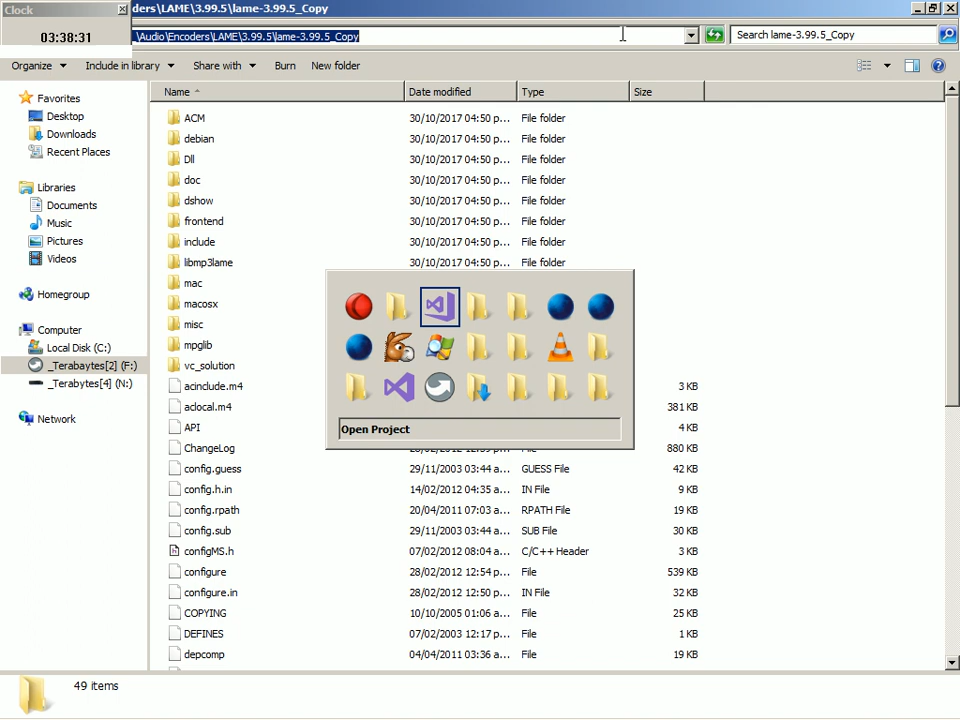 Clock
ders\LAME\3.99.5\lame-3.99.5_Copy
03:38:31
\Audio\Encoders\LAME\3.99.5\lame-3.99.5_Copy
Search lame-3.99.5_Copy
Organize Include in library Share with Burn New folder
Favorites
Desktop
Downloads
Recent Places
Libraries
Documents
Music
Pictures
Videos
Homegroup
Computer
Local Disk (C:)
_Terabaytes[2] (F:)
_Terabytes[4] (N:)
Network
Name Date modified Type Size
ACM 30/10/2017 04:50 p... File folder
debian 30/10/2017 04:50 p... File folder
Dll 30/10/2017 04:50 p... File folder
doc 30/10/2017 04:50 p... File folder
dshow 30/10/2017 04:50 p... File folder
frontend 30/10/2017 04:50 p... File folder
include 30/10/2017 04:50 p... File folder
libmp3lame 30/10/2017 04:50 p... File folder
mac
macosx
misc
mpglib
vc_solution
acinclude.m4 3 KB
aclocal.m4 381 KB
API 4 KB
ChangeLog 880 KB
config.guess 29/11/2003 03:44 a... GUESS File 42 KB
config.h.in 14/02/2012 04:35 a... IN File 9 KB
config.rpath 20/04/2011 07:03 a... RPATH File 19 KB
config.sub 29/11/2003 03:44 a... SUB File 30 KB
configMS.h 07/02/2012 08:04 a... C/C++ Header 3 KB
configure 28/02/2012 12:54 p... File 539 KB
configure.in 28/02/2012 12:50 p... IN File 32 KB
COPYING 10/10/2005 01:06 a... File 25 KB
DEFINES 07/02/2003 12:17 p... File 1 KB
depcomp 04/04/2011 03:36 a... File 19 KB
Open Project
49 items